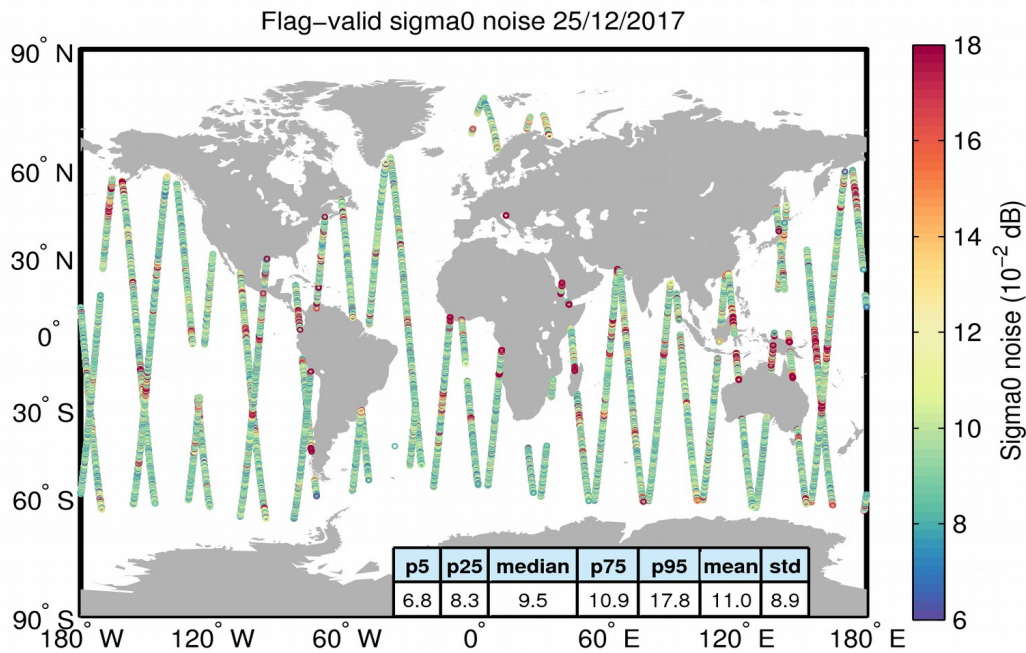 Flag−valid sigma0 noise 25/12/2017
90° N
60° N
30° N
0°
30° S
60° S
90° S
180° W
120° W
60° W
0°
60° E
120° E
180° E
p5 p25 median p75 p95 mean std
6.8 8.3 9.5 10.9 17.8 11.0 8.9
18
16
14
12
10
8
6
Sigma0 noise (10⁻² dB)